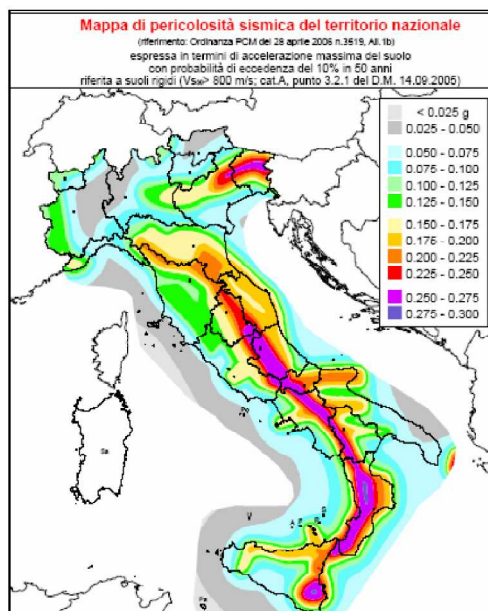 Mappa di pericolosità sismica del territorio nazionale
(riferimento: Ordinanza PCM del 28 aprile 2006 n.3519, All.1b)
espressa in termini di accelerazione massima del suolo
con probabilità di eccedenza del 10% in 50 anni
riferita a suoli rigidi (Vs₃₀> 800 m/s; cat.A, punto 3.2.1 del D.M. 14.09.2005)
< 0.025 g
0.025 - 0.050
0.050 - 0.075
0.075 - 0.100
0.100 - 0.125
0.125 - 0.150
0.150 - 0.175
0.175 - 0.200
0.200 - 0.225
0.225 - 0.250
0.250 - 0.275
0.275 - 0.300
Sa
U